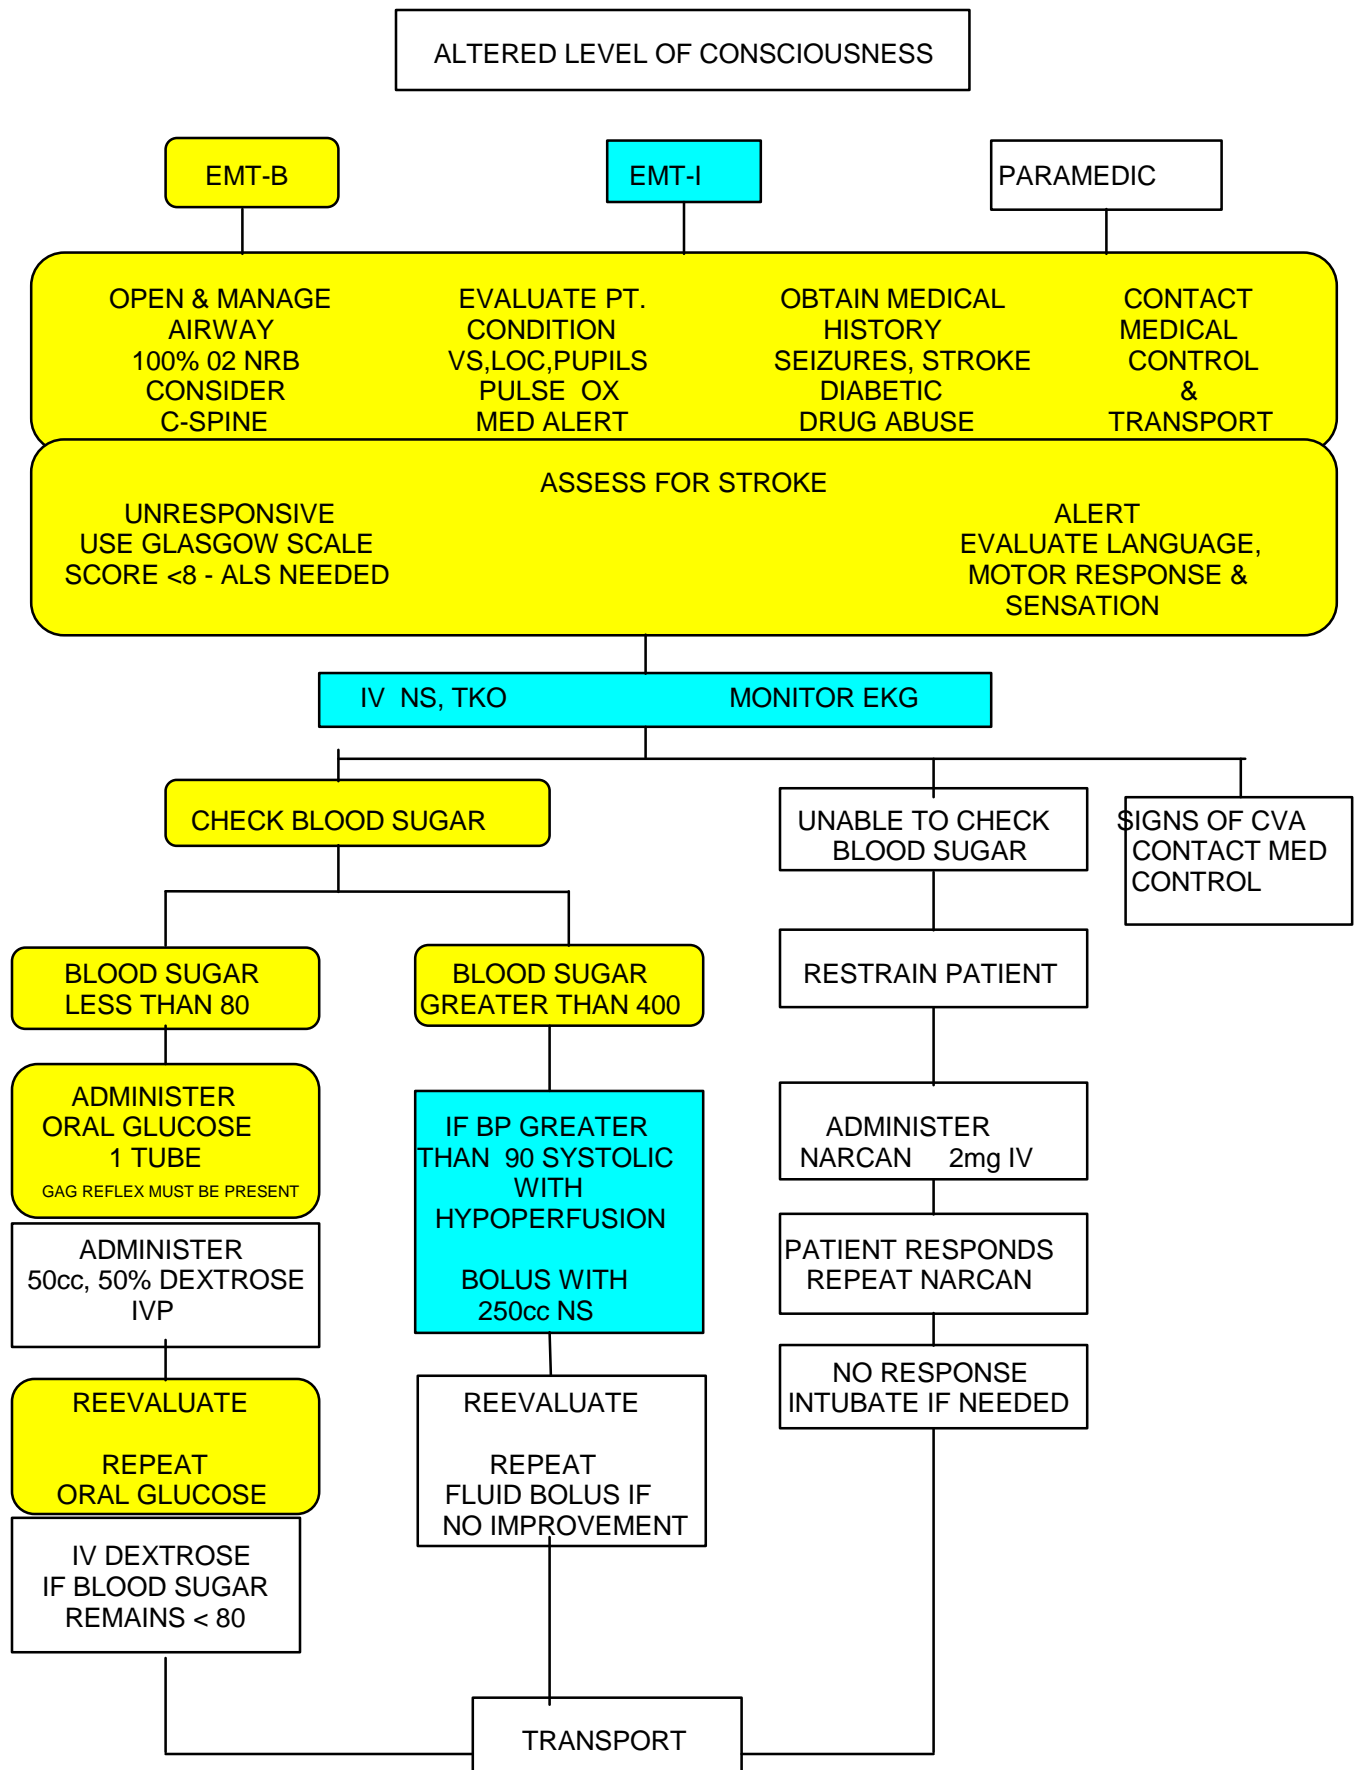 ALTERED LEVEL OF CONSCIOUSNESS
EMT-B
EMT-I
PARAMEDIC
OPEN & MANAGE
AIRWAY
100% 02 NRB
CONSIDER
C-SPINE
EVALUATE PT.
CONDITION
VS,LOC,PUPILS
PULSE OX
MED ALERT
OBTAIN MEDICAL
HISTORY
SEIZURES, STROKE
DIABETIC
DRUG ABUSE
CONTACT
MEDICAL
CONTROL
&
TRANSPORT
ASSESS FOR STROKE
UNRESPONSIVE
USE GLASGOW SCALE
SCORE <8 - ALS NEEDED
ALERT
EVALUATE LANGUAGE,
MOTOR RESPONSE &
SENSATION
IV NS, TKO
MONITOR EKG
CHECK BLOOD SUGAR
UNABLE TO CHECK
BLOOD SUGAR
SIGNS OF CVA
CONTACT MED
CONTROL
BLOOD SUGAR
LESS THAN 80
ADMINISTER
ORAL GLUCOSE
1 TUBE
GAG REFLEX MUST BE PRESENT
ADMINISTER
50cc, 50% DEXTROSE
IVP
REEVALUATE
REPEAT
ORAL GLUCOSE
IV DEXTROSE
IF BLOOD SUGAR
REMAINS < 80
BLOOD SUGAR
GREATER THAN 400
IF BP GREATER
THAN 90 SYSTOLIC
WITH
HYPOPERFUSION
BOLUS WITH
250cc NS
REEVALUATE
REPEAT
FLUID BOLUS IF
NO IMPROVEMENT
RESTRAIN PATIENT
ADMINISTER
NARCAN 2mg IV
PATIENT RESPONDS
REPEAT NARCAN
NO RESPONSE
INTUBATE IF NEEDED
TRANSPORT